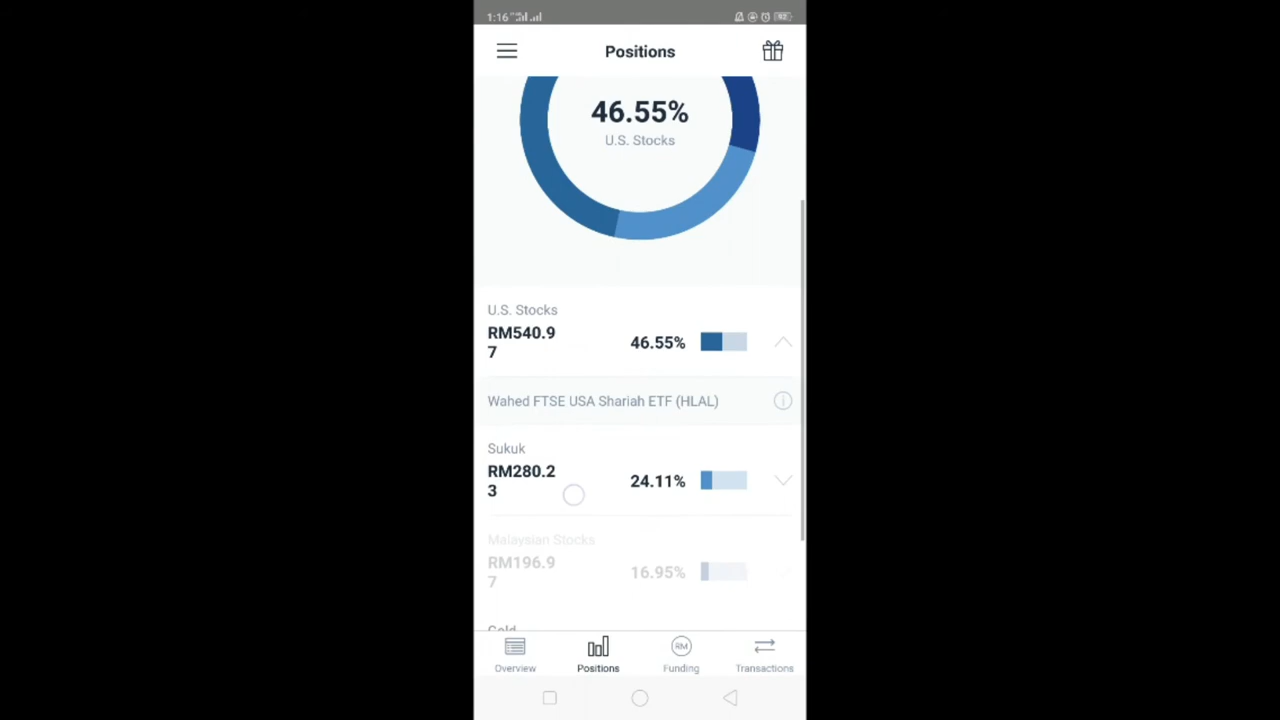 1:16
Positions
46.55%
U.S. Stocks
U.S. Stocks
RM540.9
7
46.55%
Wahed FTSE USA Shariah ETF (HLAL)
Sukuk
RM280.2
3
24.11%
Malaysian Stocks
RM196.9
7
16.95%
Gold
RM
Overview
Positions
Funding
Transactions